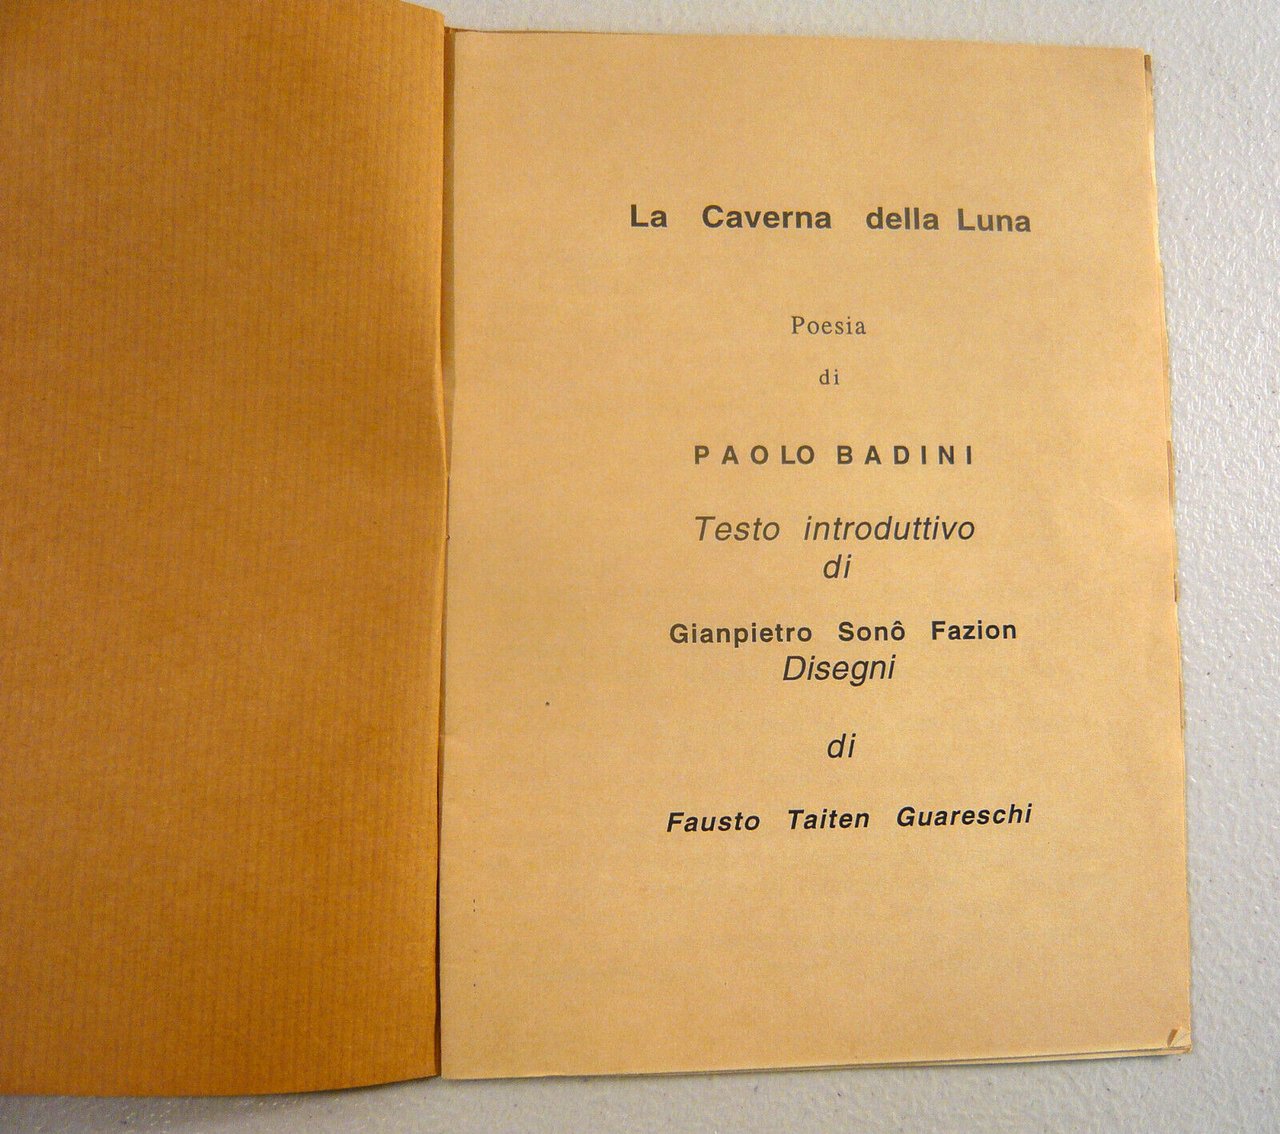 La Caverna della Luna
Poesia
di
PAOLO BADINI
Testo introduttivo
di
Gianpietro Sonô Fazion
Disegni
di
Fausto Taiten Guareschi